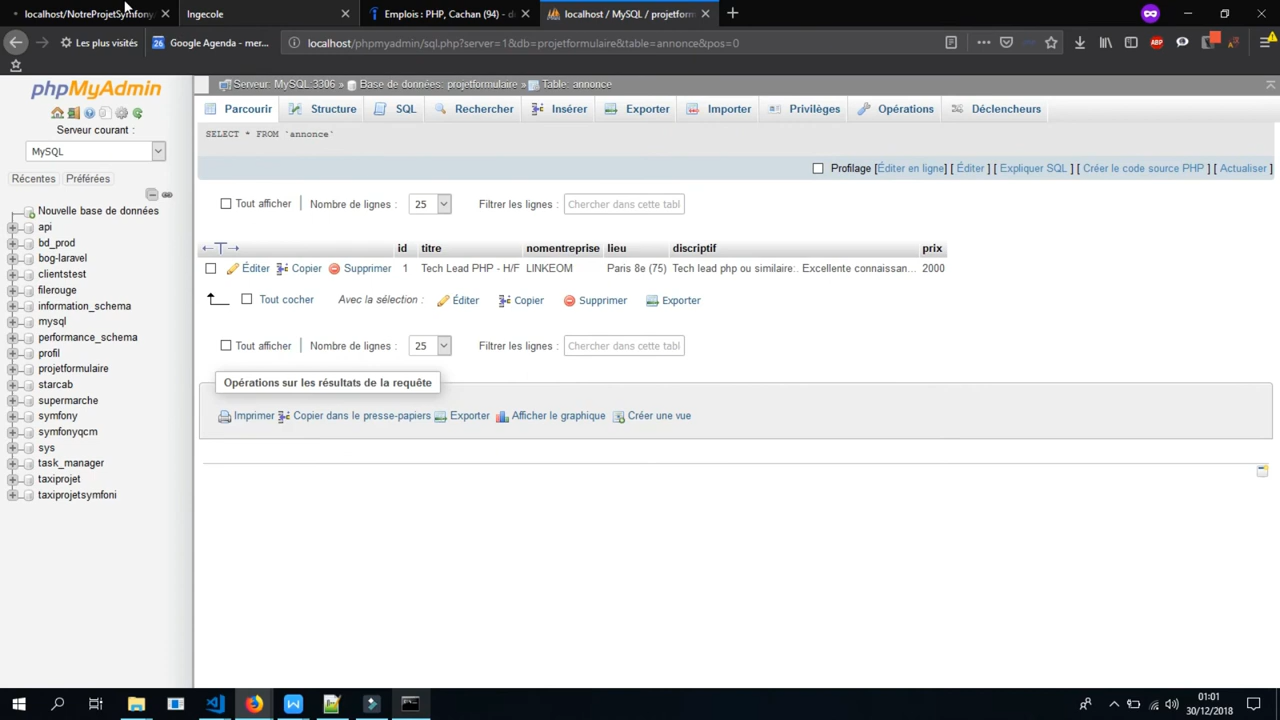 localhost/NotreProjetSymfony
Ingecole
Emplois : PHP, Cachan (94) - d
localhost / MySQL / projetform
Les plus visités
26 Google Agenda - mer...
localhost/phpmyadmin/sql.php?server=1&db=projetformulaire&table=annonce&pos=0
ABP
phpMyAdmin
Serveur courant :
MySQL
Récentes Préférées
Nouvelle base de données
api
bd_prod
bog-laravel
clientstest
filerouge
information_schema
mysql
performance_schema
profil
projetformulaire
starcab
supermarche
symfony
symfonyqcm
sys
task_manager
taxiprojet
taxiprojetsymfoni
Serveur: MySQL:3306 » Base de données: projetformulaire » Table: annonce
Parcourir Structure SQL Rechercher Insérer Exporter Importer Privilèges Opérations Déclencheurs
SELECT * FROM `annonce`
Profilage [Éditer en ligne] [ Éditer ] [ Expliquer SQL ] [ Créer le code source PHP ] [ Actualiser ]
Tout afficher Nombre de lignes : 25 Filtrer les lignes : Chercher dans cette tabl
id titre nomentreprise lieu discriptif prix
Éditer Copier Supprimer 1 Tech Lead PHP - H/F LINKEOM Paris 8e (75) Tech lead php ou similaire:. Excellente connaissan... 2000
Tout cocher Avec la sélection : Éditer Copier Supprimer Exporter
Tout afficher Nombre de lignes : 25 Filtrer les lignes : Chercher dans cette tabl
Opérations sur les résultats de la requête
Imprimer Copier dans le presse-papiers Exporter Afficher le graphique Créer une vue
01:01
30/12/2018